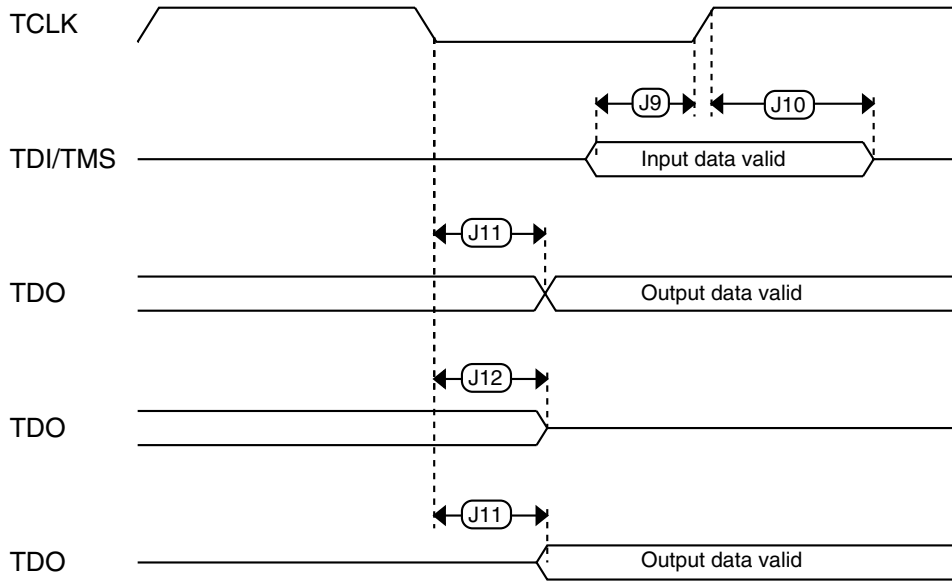 TCLK
J9
J10
TDI/TMS
Input data valid
J11
TDO
Output data valid
J12
TDO
J11
TDO
Output data valid